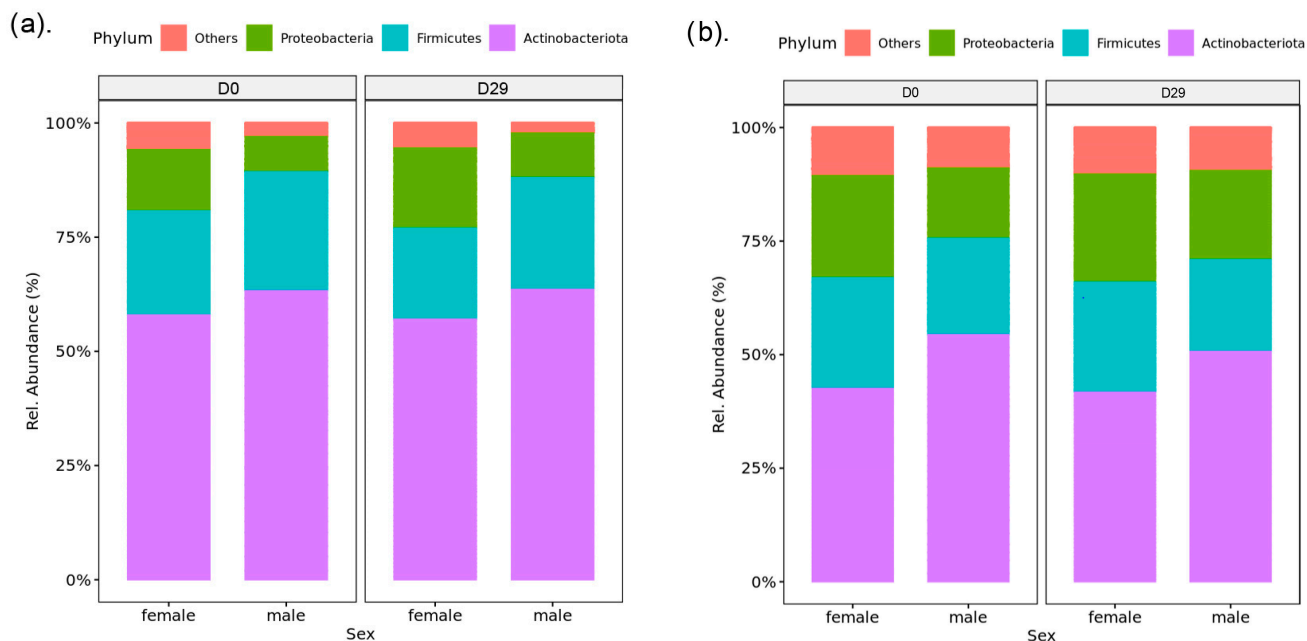 (a).
Phylum Others Proteobacteria Firmicutes Actinobacteriota
D0 D29
100%
75%
50%
25%
0%
Rel. Abundance (%)
female male female male
Sex
(b).
Phylum Others Proteobacteria Firmicutes Actinobacteriota
D0 D29
100%
75%
50%
25%
0%
Rel. Abundance (%)
female male female male
Sex